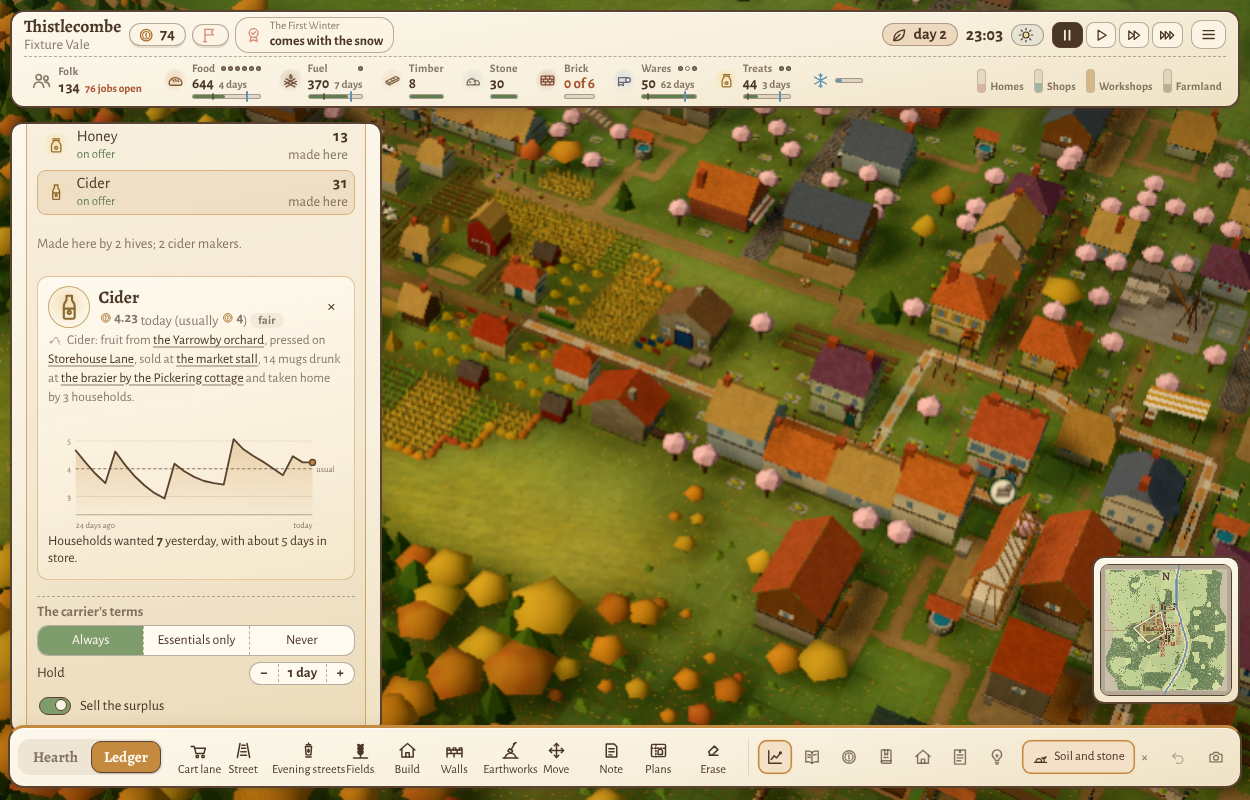 Thistlecombe
Fixture Vale
74
The First Winter
comes with the snow
day 2
23:03
Folk
134 76 jobs open
Food
644 4 days
Fuel
370 7 days
Timber
8
Stone
30
Brick
0 of 6
Wares
50 62 days
Treats
44 3 days
Homes
Shops
Workshops
Farmland
Honey
13
on offer
made here
Cider
31
on offer
made here
Made here by 2 hives; 2 cider makers.
Cider
×
4.23 today (usually 4) fair
Cider: fruit from the Yarrowby orchard, pressed on
Storehouse Lane, sold at the market stall, 14 mugs drunk
at the brazier by the Pickering cottage and taken home
by 3 households.
5
4
3
usual
24 days ago
today
Households wanted 7 yesterday, with about 5 days in
store.
The carrier's terms
Always
Essentials only
Never
Hold
− 1 day +
Sell the surplus
N
Hearth
Ledger
Cart lane
Street
Evening streets
Fields
Build
Walls
Earthworks
Move
Note
Plans
Erase
Soil and stone
×